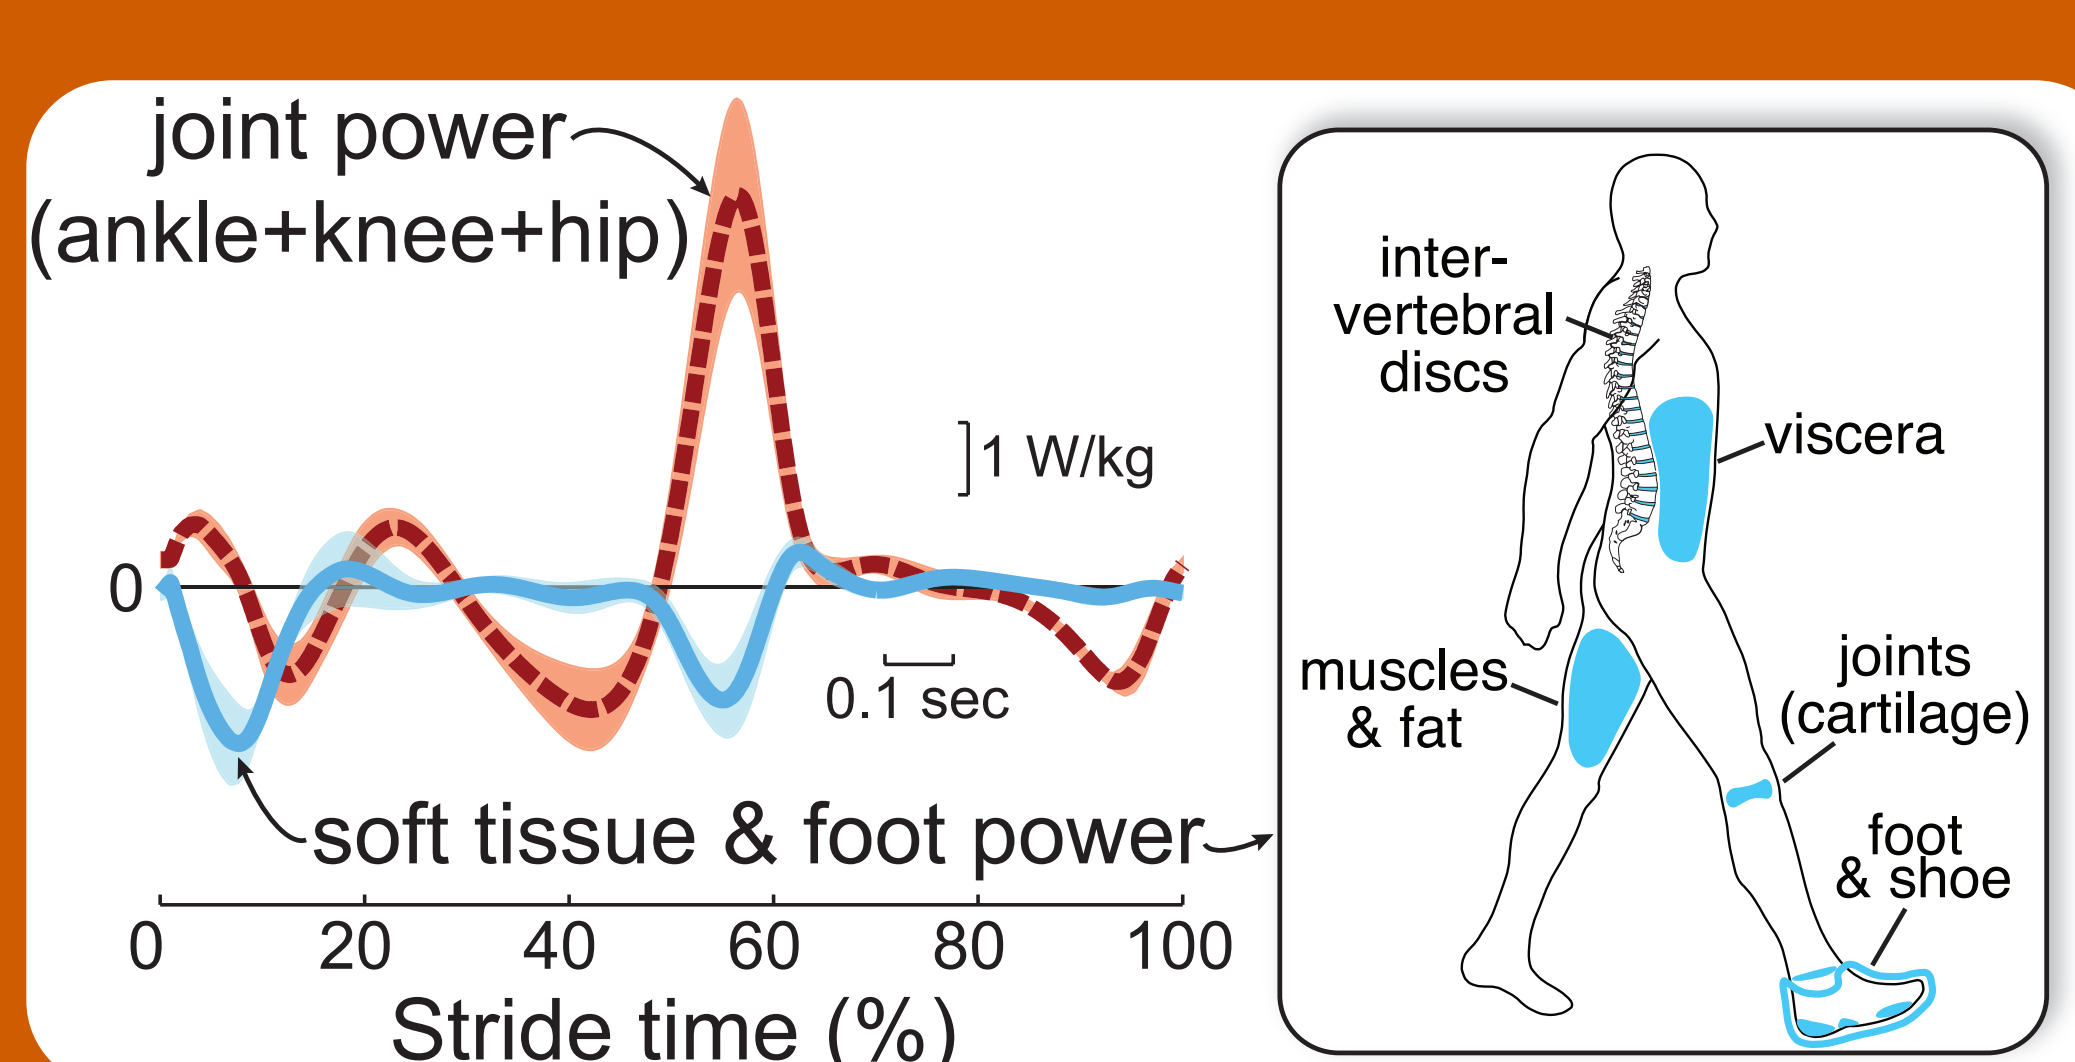 joint power
(ankle+knee+hip)
1 W/kg
0
0.1 sec
soft tissue & foot power
0 20 40 60 80 100
Stride time (%)
inter-
vertebral
discs
viscera
muscles
& fat
joints
(cartilage)
foot
& shoe